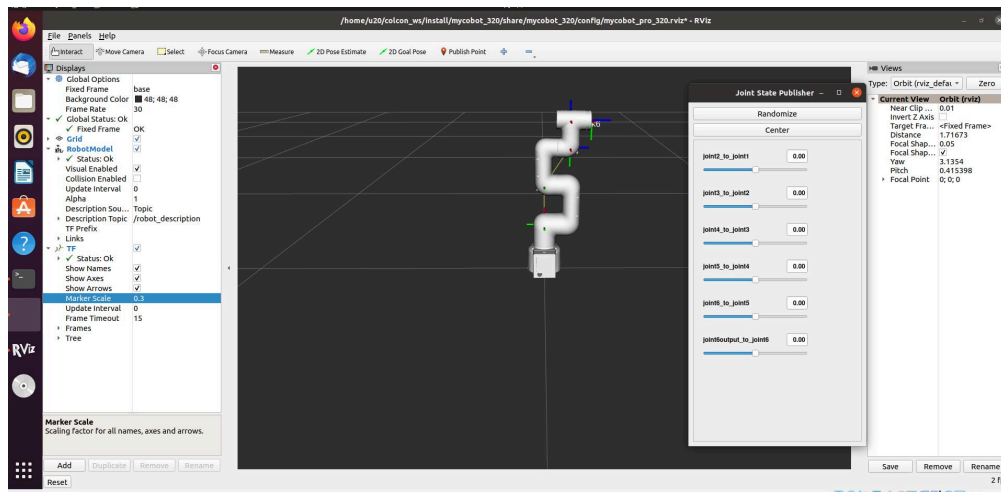 /home/u20/colcon_ws/install/mycobot_320/share/mycobot_320/config/mycobot_pro_320.rviz* - RViz
File Panels Help
Interact Move Camera Select Focus Camera Measure 2D Pose Estimate 2D Goal Pose Publish Point
Displays
Global Options
Fixed Frame base
Background Color 48; 48; 48
Frame Rate 30
Global Status: Ok
Fixed Frame OK
Grid
RobotModel
Status: Ok
Visual Enabled
Collision Enabled
Update Interval 0
Alpha 1
Description Sou... Topic
Description Topic /robot_description
TF Prefix
Links
TF
Status: Ok
Show Names
Show Axes
Show Arrows
Marker Scale 0.3
Update Interval 0
Frame Timeout 15
Frames
Tree
Marker Scale
Scaling factor for all names, axes and arrows.
Add Duplicate Remove Rename
Reset
RViz
Joint State Publisher
Randomize
Center
joint2_to_joint1 0.00
joint3_to_joint2 0.00
joint4_to_joint3 0.00
joint5_to_joint4 0.00
joint6_to_joint5 0.00
joint6output_to_joint6 0.00
Views
Type: Orbit (rviz_defau Zero
Current View Orbit (rviz)
Near Clip ... 0.01
Invert Z Axis
Target Fra... <Fixed Frame>
Distance 1.71673
Focal Shap... 0.05
Focal Shap...
Yaw 3.1354
Pitch 0.415398
Focal Point 0; 0; 0
Save Remove Rename